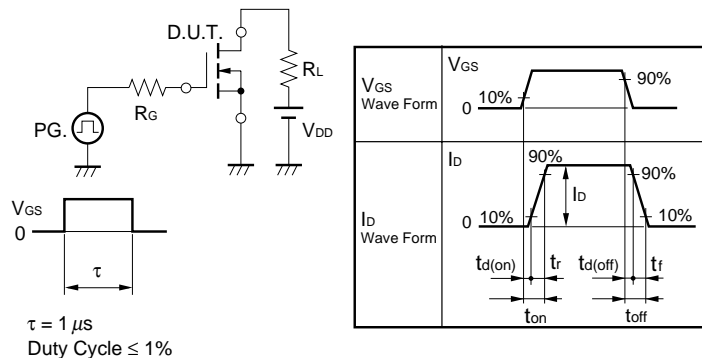 D.U.T.
RL
RG
PG.
VDD
VGS
0
τ
τ = 1 μs
Duty Cycle ≤ 1%
VGS
Wave Form
VGS
90%
10%
0
ID
Wave Form
ID
90%
90%
ID
0
10%
10%
td(on)
tr
td(off)
tf
ton
toff